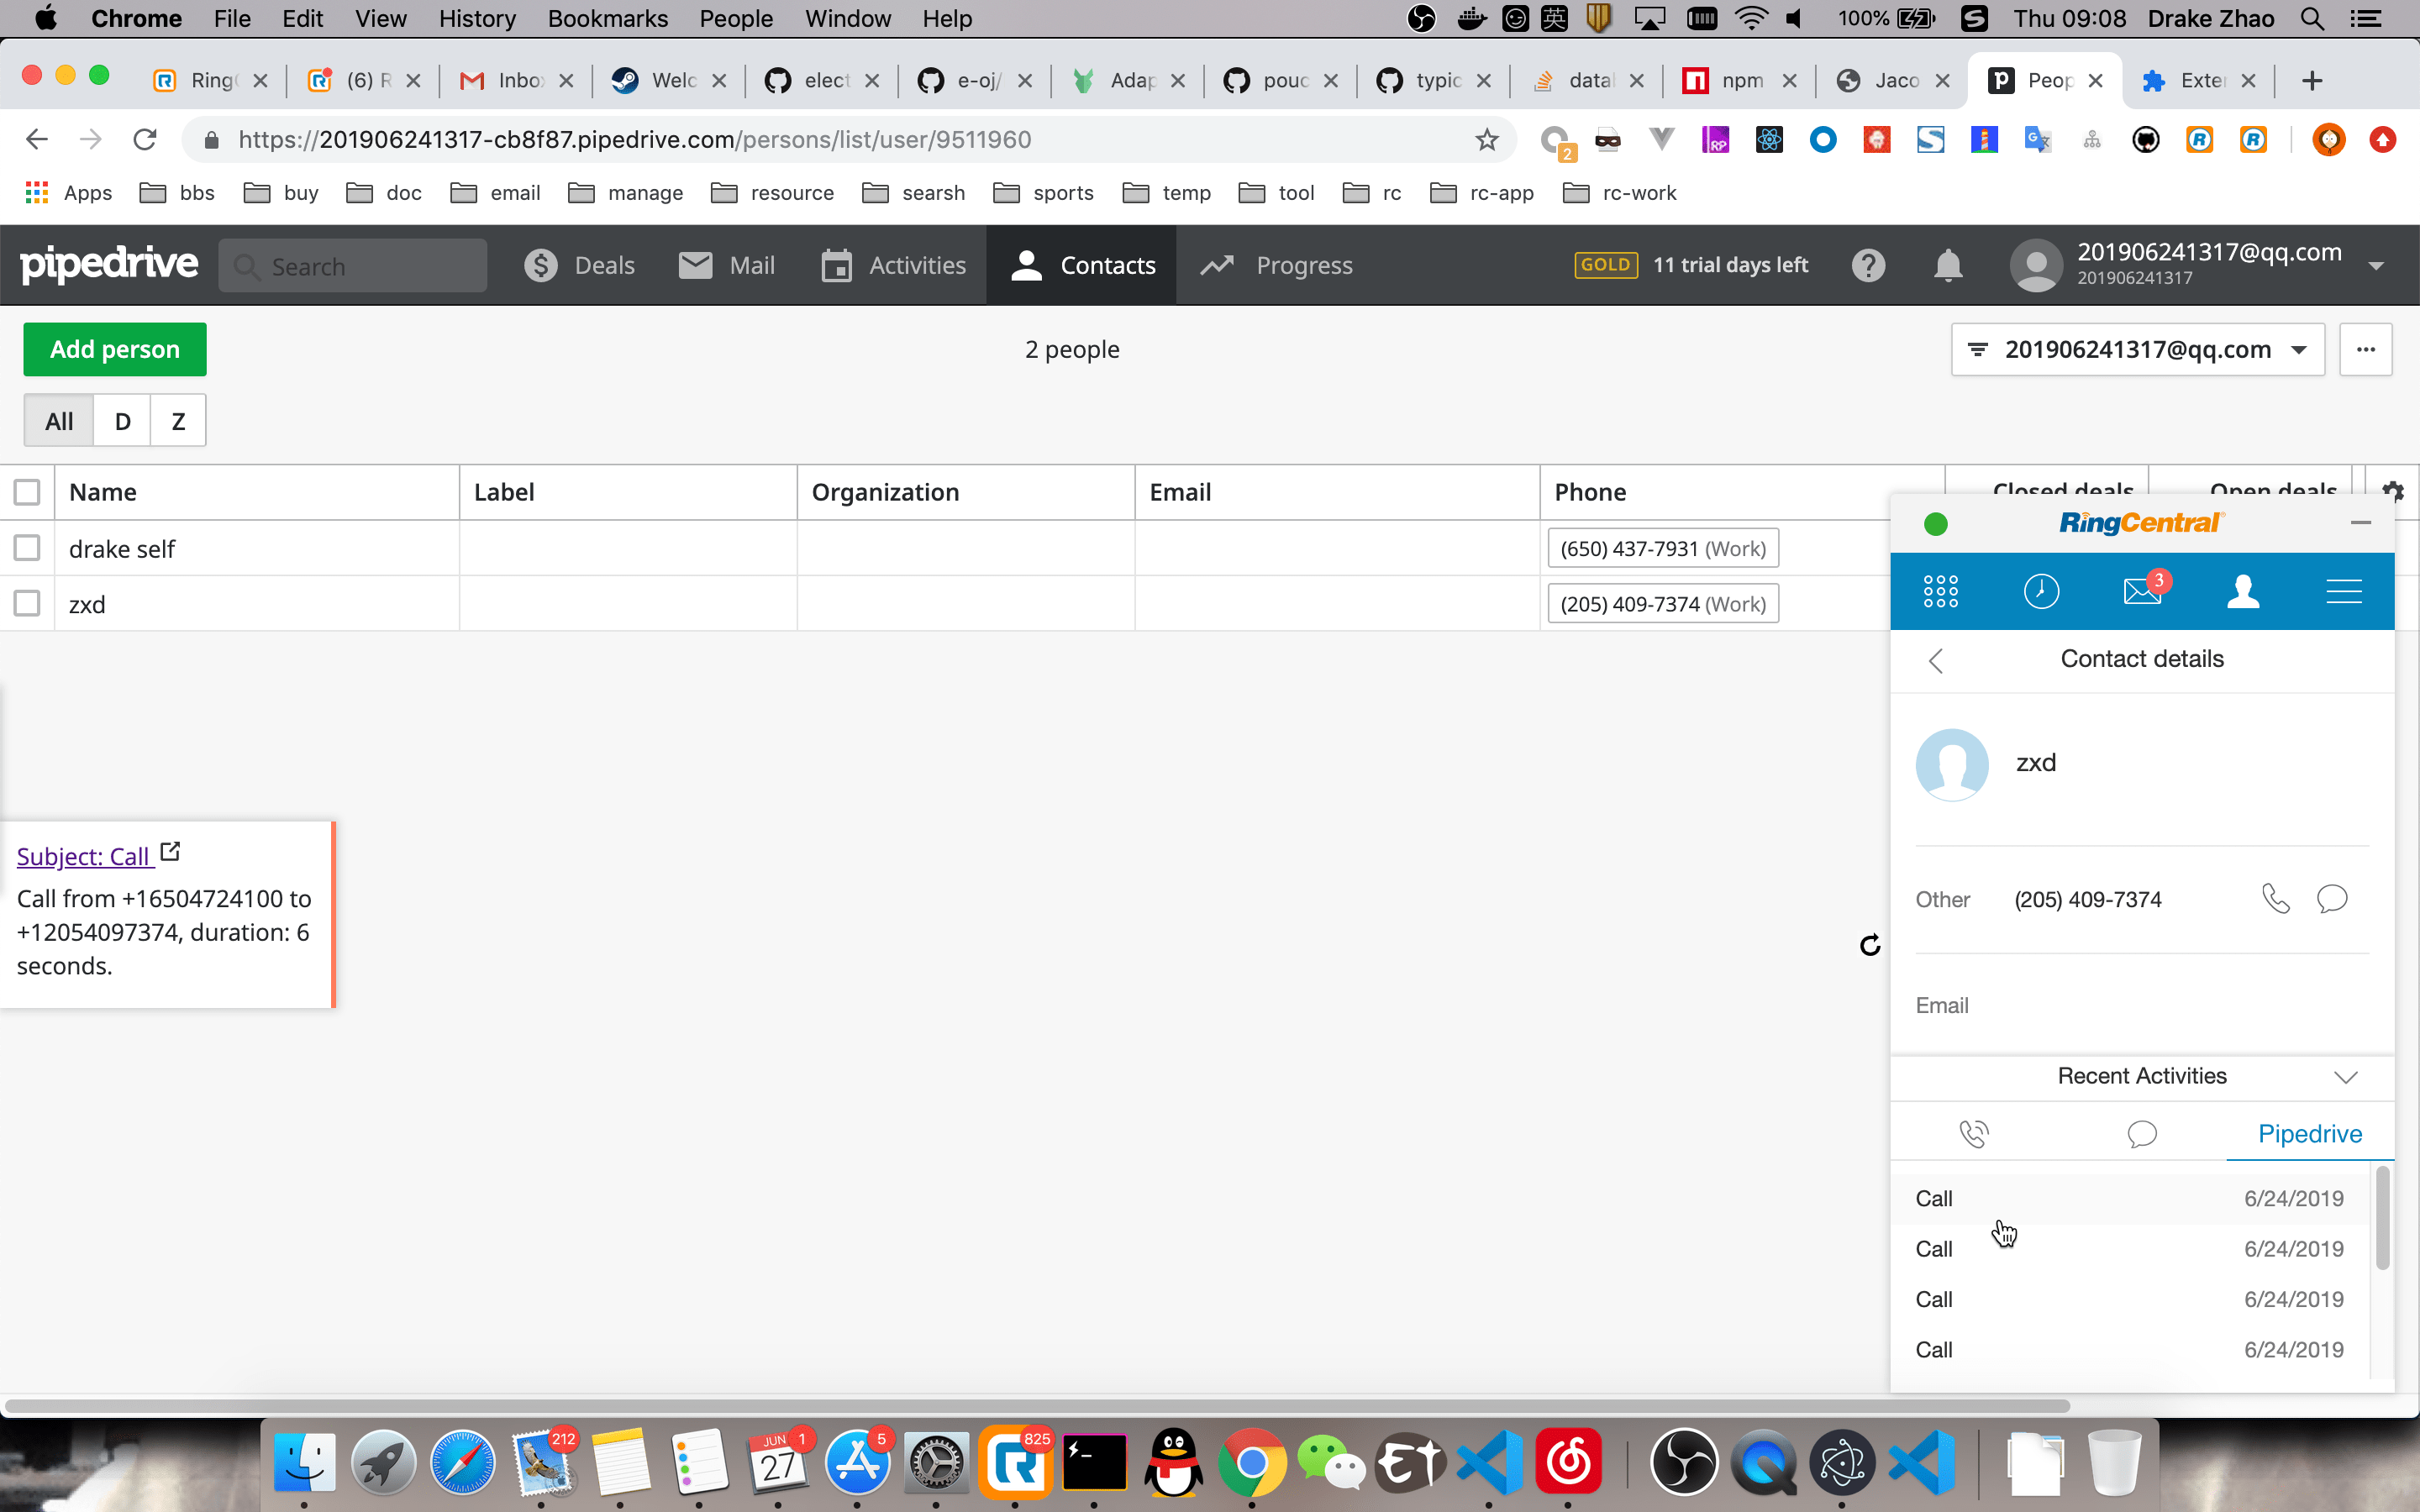 Chrome File Edit View History Bookmarks People Window Help 英 100% Thu 09:08 Drake Zhao
Ring (6) R Inbo Welc elect e-oj/ Adap pouc typic data npm Jaco Peop Exter
https://201906241317-cb8f87.pipedrive.com/persons/list/user/9511960 2 RP
Apps bbs buy doc email manage resource searsh sports temp tool rc rc-app rc-work
pipedrive Search Deals Mail Activities Contacts Progress GOLD 11 trial days left 201906241317@qq.com
201906241317
Add person 2 people 201906241317@qq.com
All D Z
Name Label Organization Email Phone Closed deals Open deals
drake self (650) 437-7931 (Work)
zxd (205) 409-7374 (Work)
RingCentral
3
Contact details
zxd
Subject: Call
Call from +16504724100 to
+12054097374, duration: 6
seconds.
Other (205) 409-7374
Email
Recent Activities
Pipedrive
Call 6/24/2019
Call 6/24/2019
Call 6/24/2019
Call 6/24/2019
212 JUN 27 1 5 825